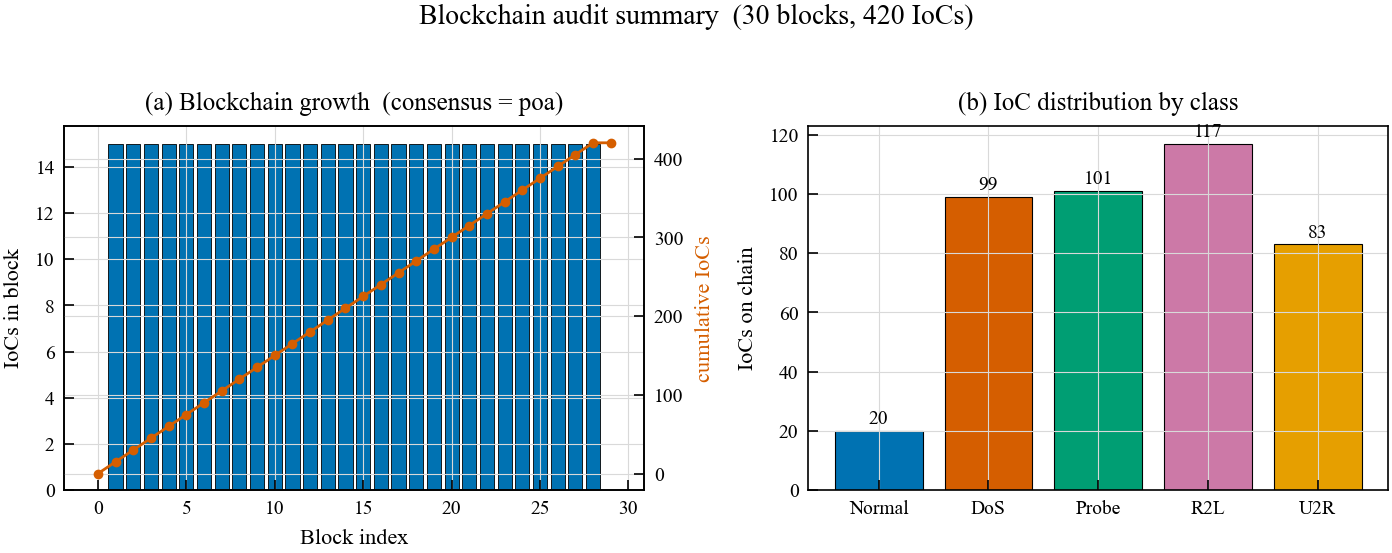 Blockchain audit summary (30 blocks, 420 IoCs)
(a) Blockchain growth (consensus = poa)
IoCs in block
14
12
10
8
6
4
2
0
400
300
200
100
0
cumulative IoCs
0 5 10 15 20 25 30
Block index
(b) IoC distribution by class
IoCs on chain
120
100
80
60
40
20
0
20
99
101
117
83
Normal DoS Probe R2L U2R